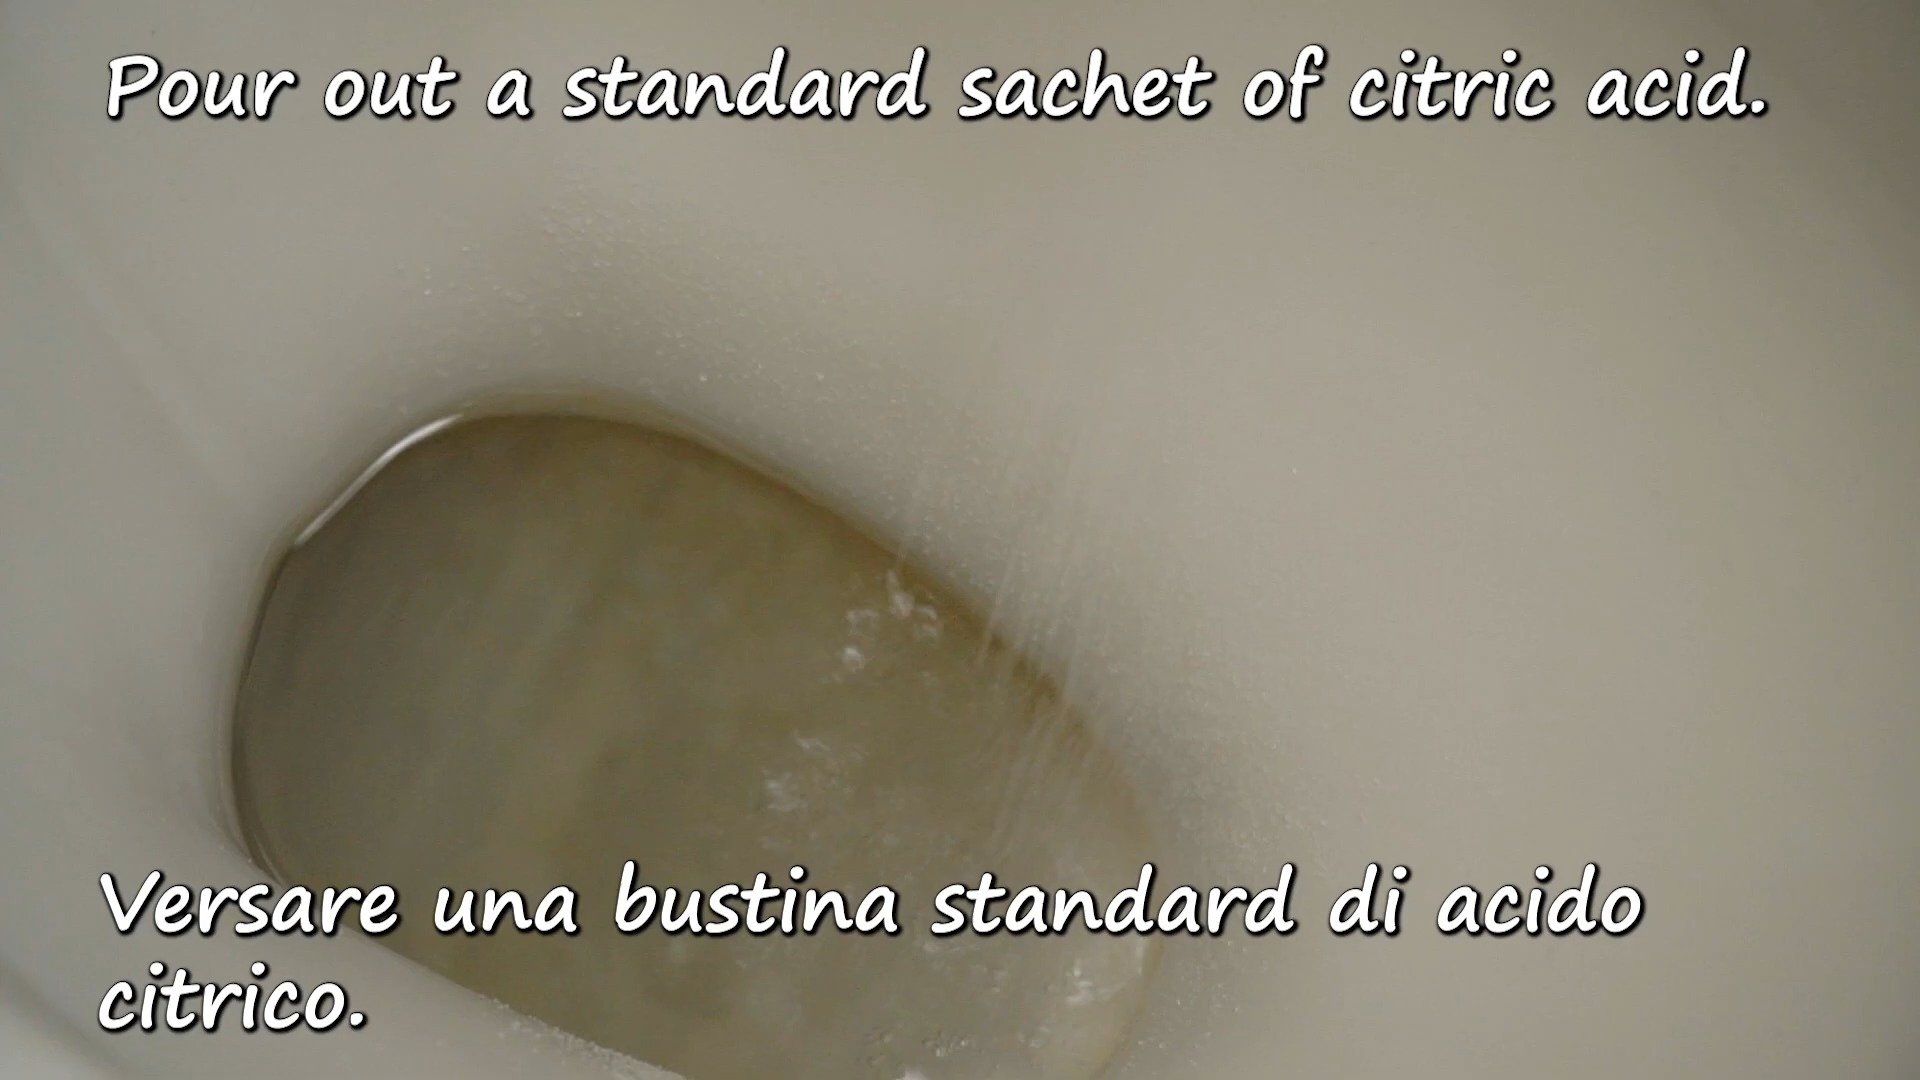 Pour out a standard sachet of citric acid.
Versare una bustina standard di acido
citrico.